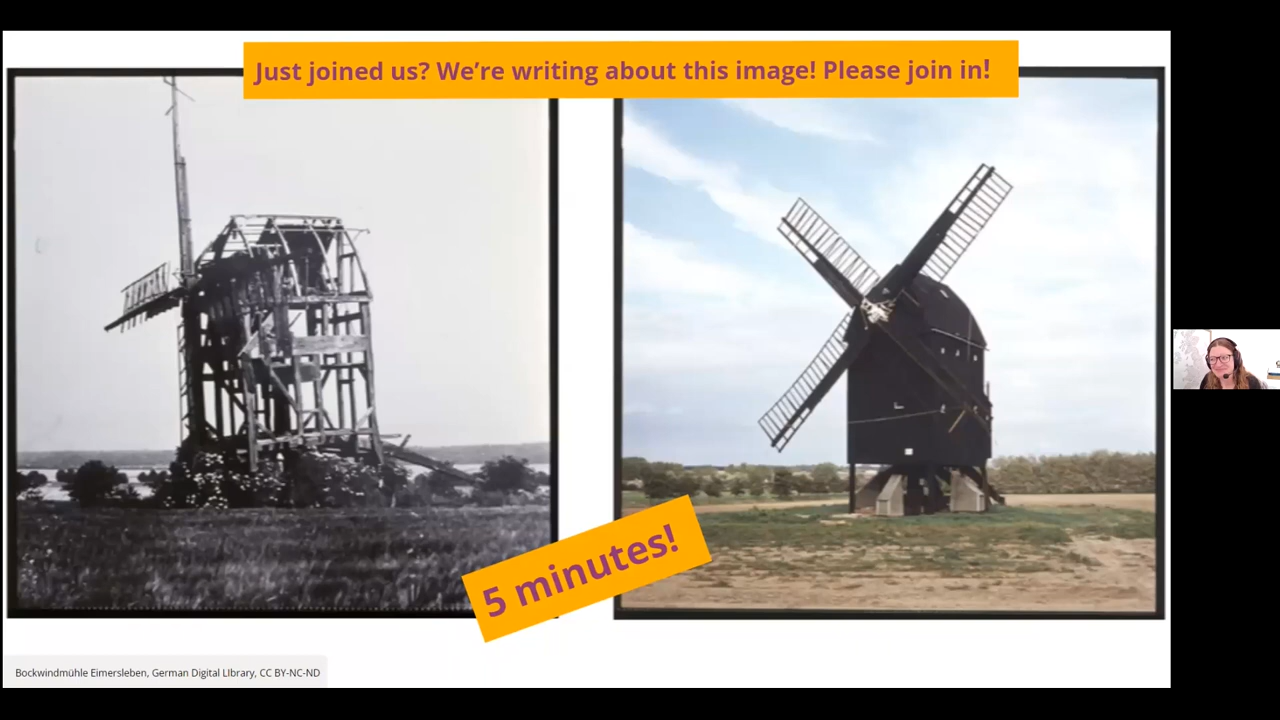 Just joined us? We're writing about this image! Please join in!
5 minutes!
Bockwindmühle Eimersleben, German Digital LIbrary, CC BY-NC-ND